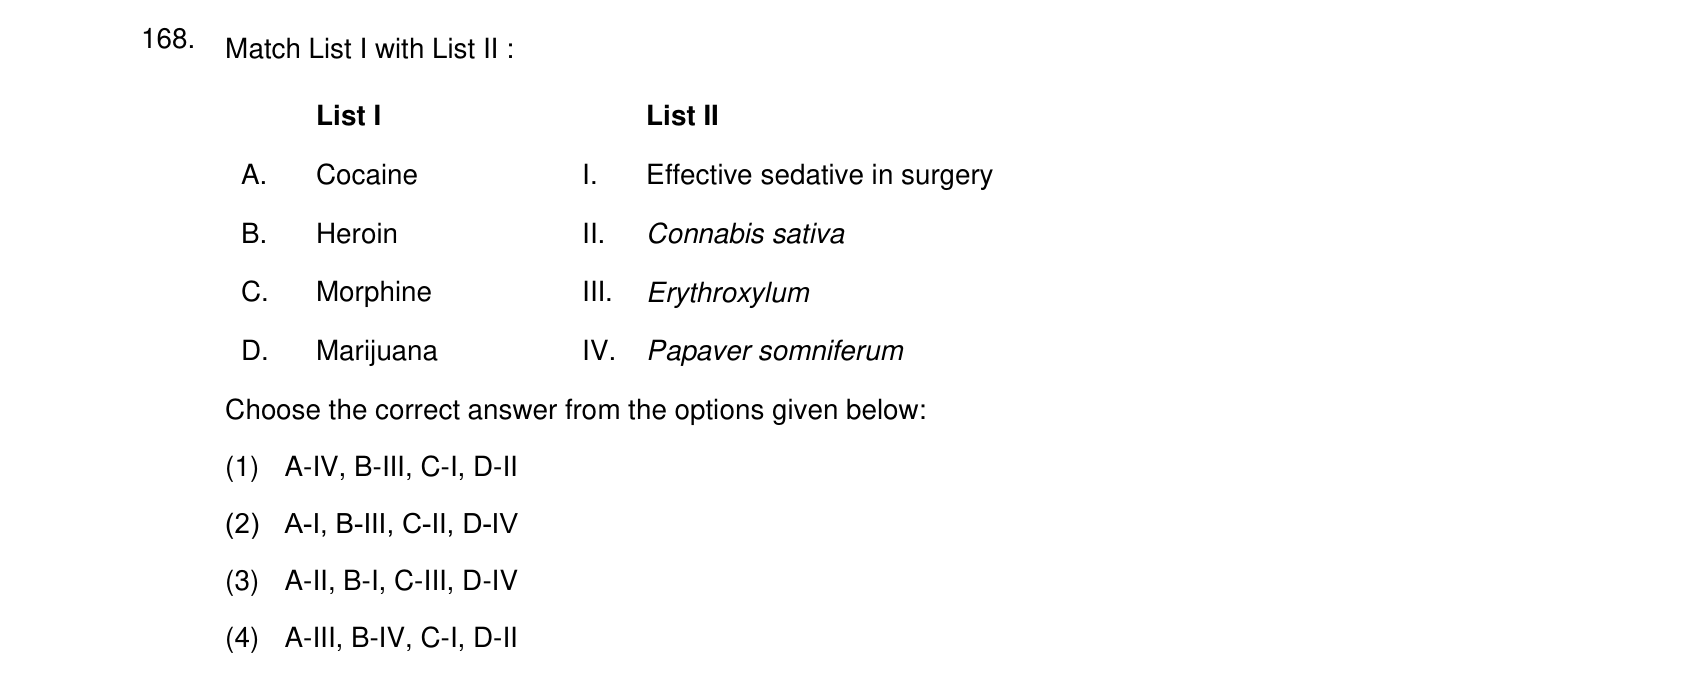 168. Match List I with List II :
List I List II
A. Cocaine I. Effective sedative in surgery
B. Heroin II. Connabis sativa
C. Morphine III. Erythroxylum
D. Marijuana IV. Papaver somniferum
Choose the correct answer from the options given below:
(1) A-IV, B-III, C-I, D-II
(2) A-I, B-III, C-II, D-IV
(3) A-II, B-I, C-III, D-IV
(4) A-III, B-IV, C-I, D-II